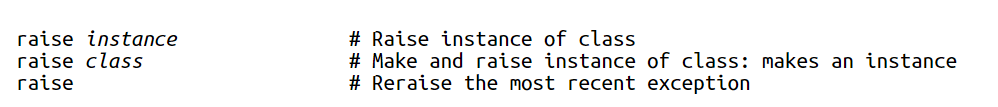 raise instance # Raise instance of class
raise class # Make and raise instance of class: makes an instance
raise # Reraise the most recent exception